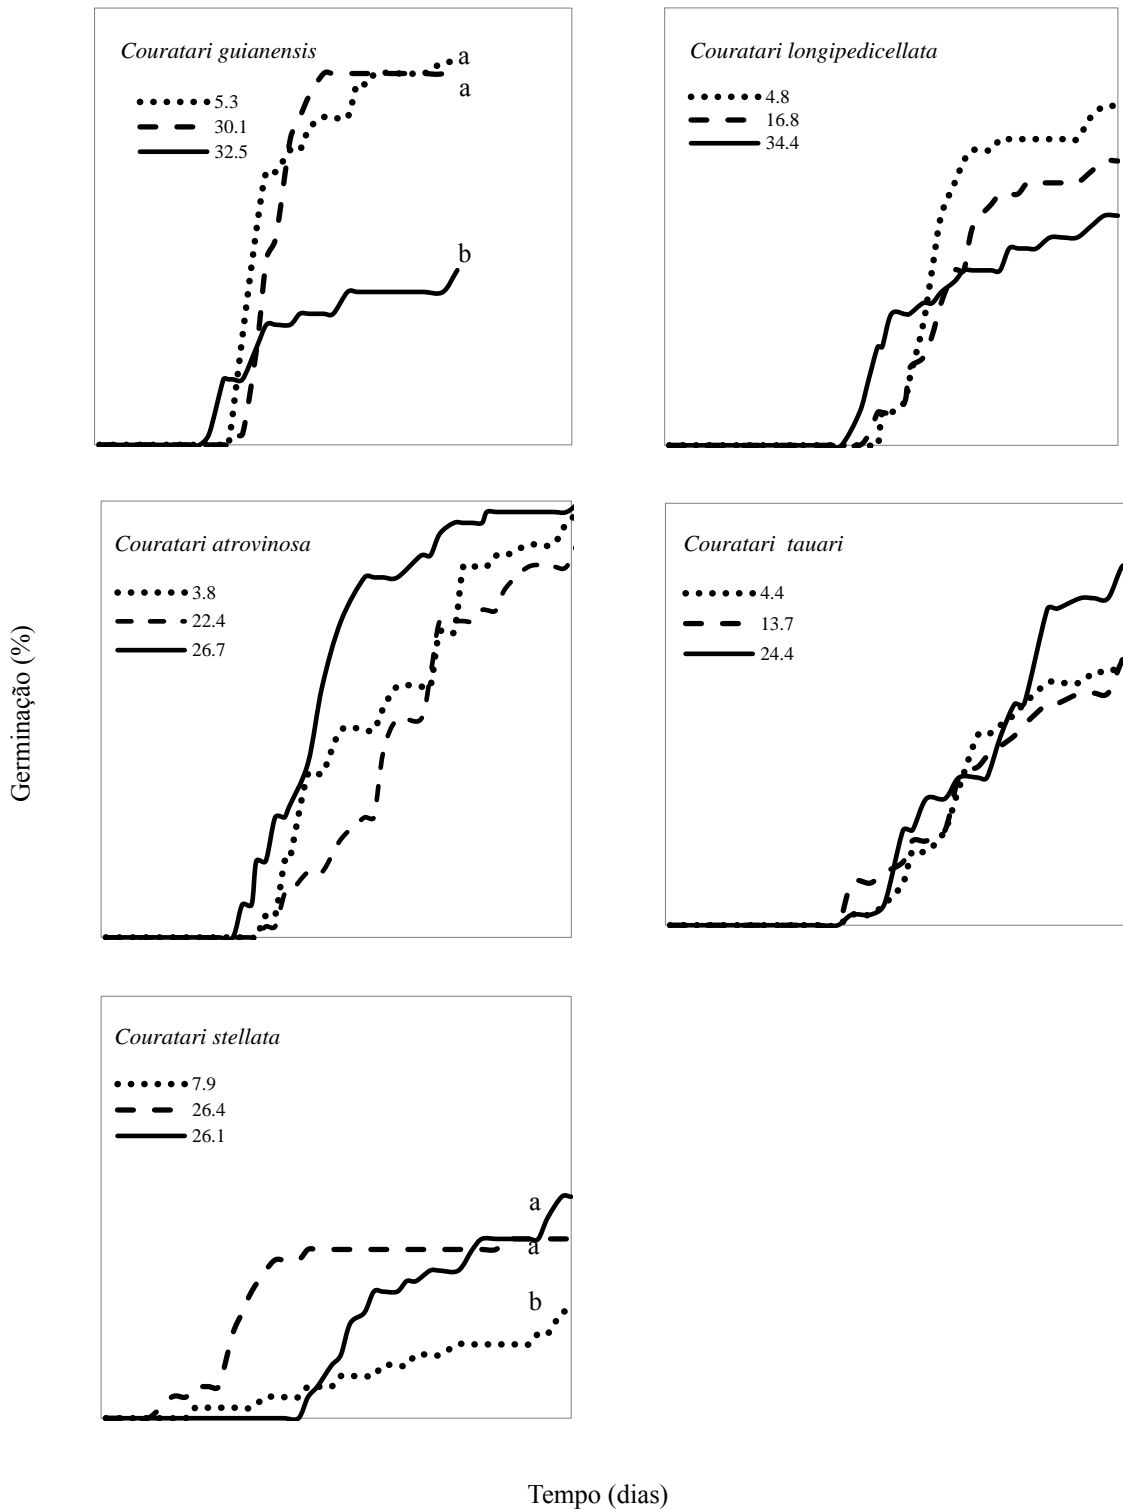 Couratari guianensis
5.3
30.1
32.5
a
a
b
Couratari longipedicellata
4.8
16.8
34.4
Couratari atrovinosa
3.8
22.4
26.7
Couratari tauari
4.4
13.7
24.4
Germinação (%)
Couratari stellata
7.9
26.4
26.1
a
a
b
Tempo (dias)